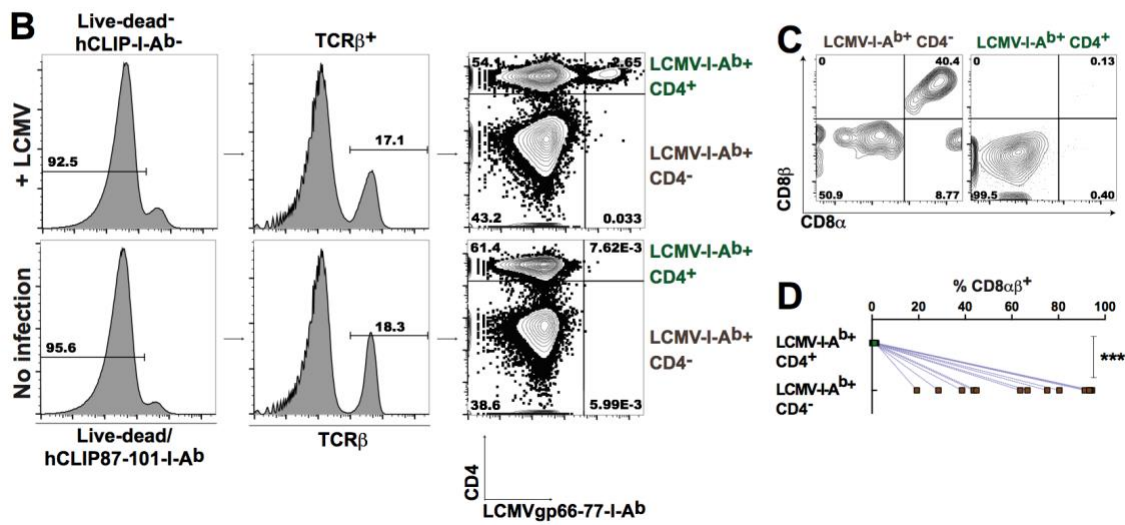 B
Live-dead-
hCLIP-I-Ab-
TCRβ+
+ LCMV
92.5
17.1
54.1
2.65
43.2
0.033
LCMV-I-Ab+
CD4+
LCMV-I-Ab+
CD4-
No infection
95.6
18.3
61.4
7.62E-3
38.6
5.99E-3
LCMV-I-Ab+
CD4+
LCMV-I-Ab+
CD4-
Live-dead/
hCLIP87-101-I-Ab
TCRβ
CD4
LCMVgp66-77-I-Ab
C
LCMV-I-Ab+ CD4-
LCMV-I-Ab+ CD4+
0
40.4
0
0.13
50.9
8.77
99.5
0.40
CD8β
CD8α
D
% CD8αβ+
0 20 40 60 80 100
LCMV-I-Ab+
CD4+
LCMV-I-Ab+
CD4-
***